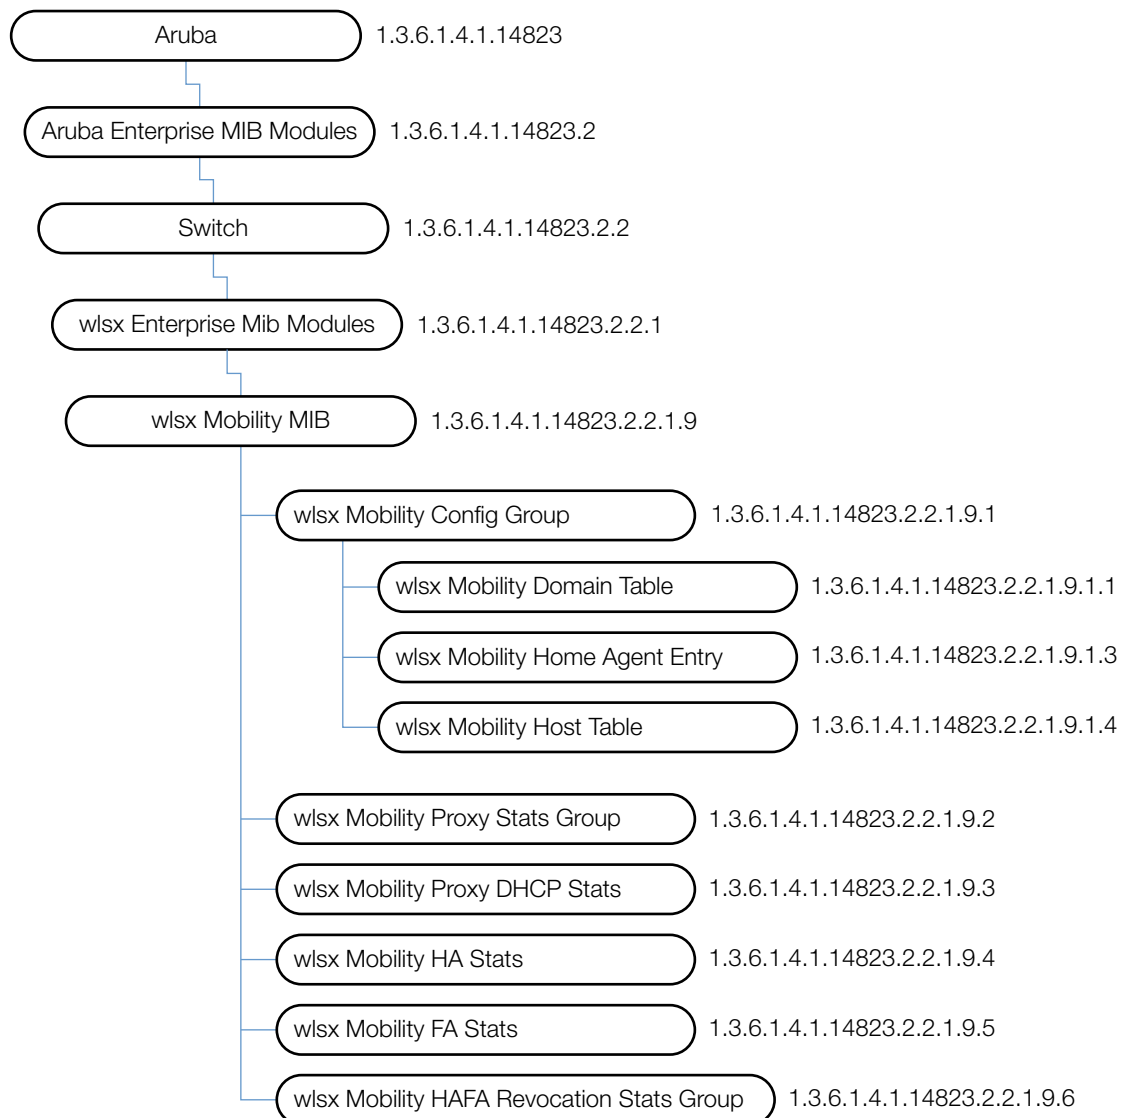 Aruba 1.3.6.1.4.1.14823
Aruba Enterprise MIB Modules 1.3.6.1.4.1.14823.2
Switch 1.3.6.1.4.1.14823.2.2
wlsx Enterprise Mib Modules 1.3.6.1.4.1.14823.2.2.1
wlsx Mobility MIB 1.3.6.1.4.1.14823.2.2.1.9
wlsx Mobility Config Group 1.3.6.1.4.1.14823.2.2.1.9.1
wlsx Mobility Domain Table 1.3.6.1.4.1.14823.2.2.1.9.1.1
wlsx Mobility Home Agent Entry 1.3.6.1.4.1.14823.2.2.1.9.1.3
wlsx Mobility Host Table 1.3.6.1.4.1.14823.2.2.1.9.1.4
wlsx Mobility Proxy Stats Group 1.3.6.1.4.1.14823.2.2.1.9.2
wlsx Mobility Proxy DHCP Stats 1.3.6.1.4.1.14823.2.2.1.9.3
wlsx Mobility HA Stats 1.3.6.1.4.1.14823.2.2.1.9.4
wlsx Mobility FA Stats 1.3.6.1.4.1.14823.2.2.1.9.5
wlsx Mobility HAFA Revocation Stats Group 1.3.6.1.4.1.14823.2.2.1.9.6